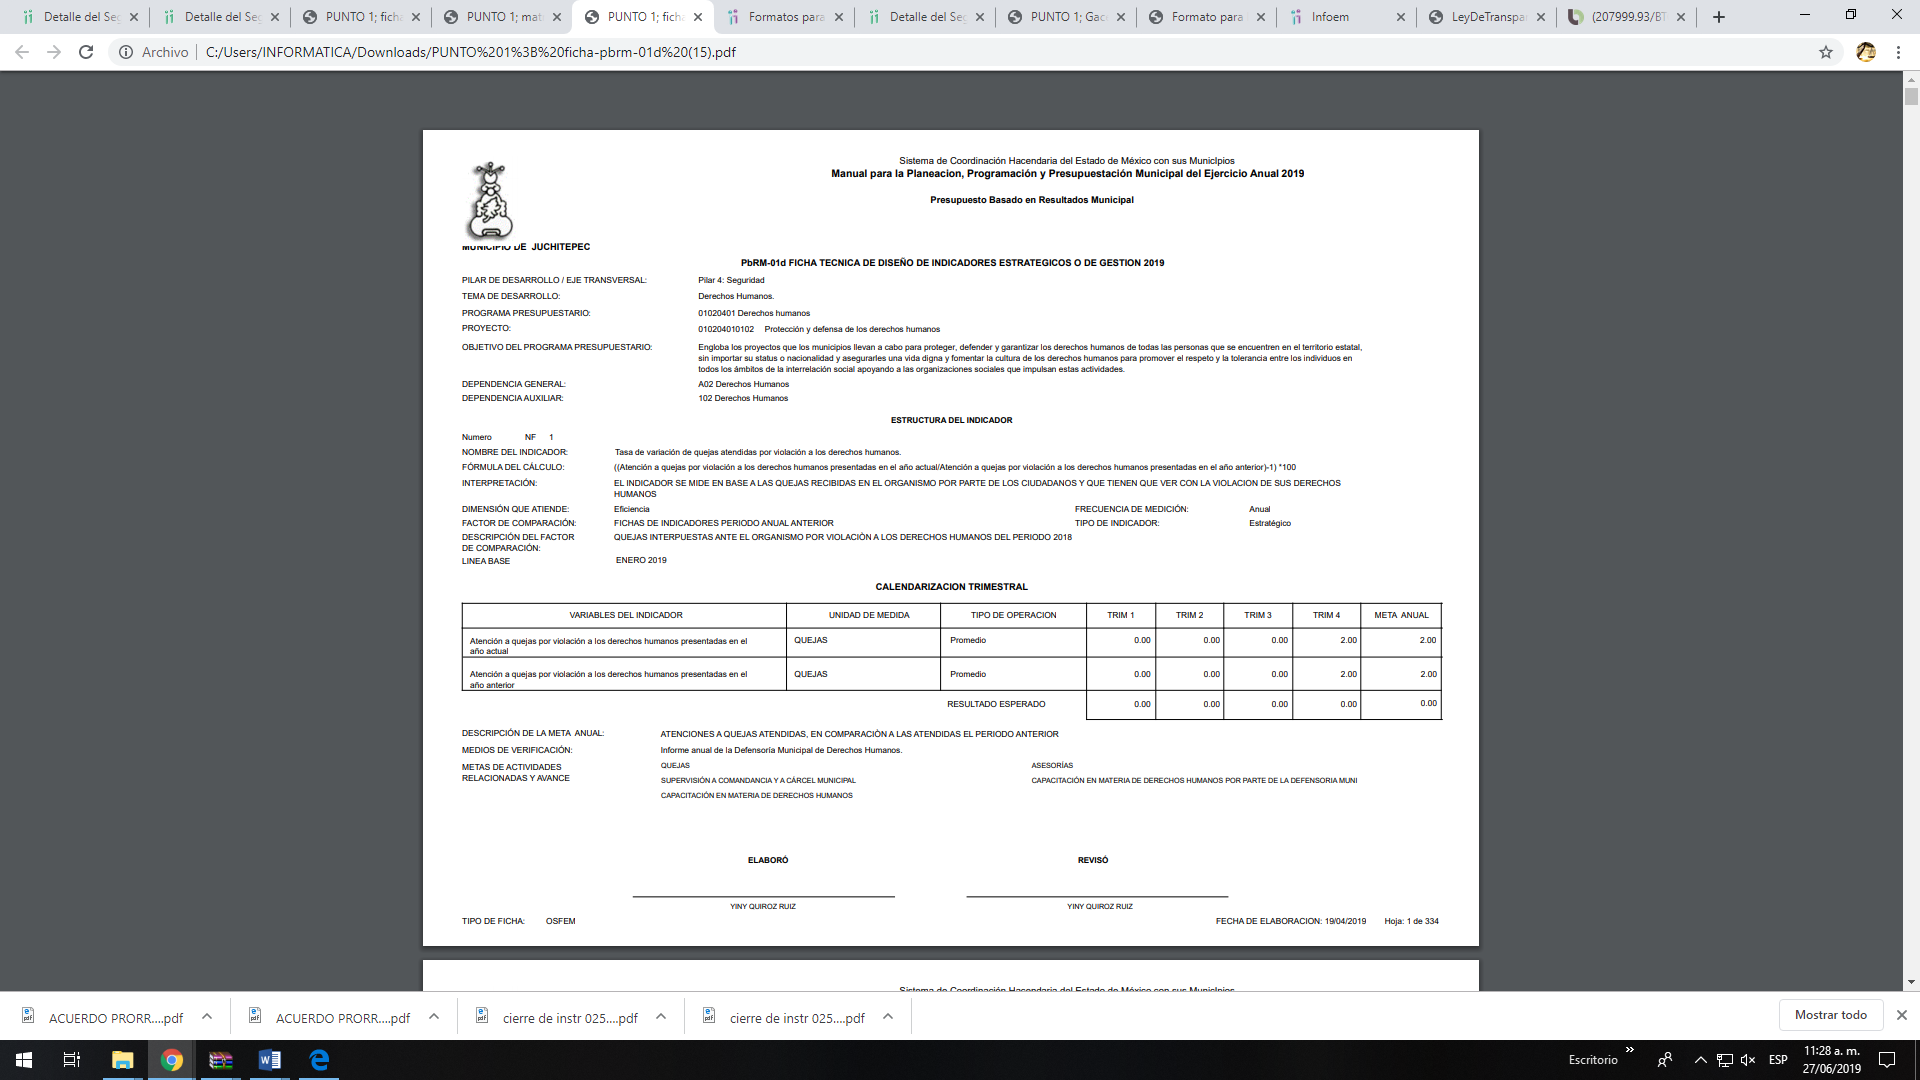 Detalle del Seg
Detalle del Seg
PUNTO 1; ficha
PUNTO 1; mat
PUNTO 1; fich
Formatos para
Detalle del Se
PUNTO 1; Gac
Formato para
Infoem
LeyDeTranspa
(207999.93/BT
Archivo
C:/Users/INFORMATICA/Downloads/PUNTO%201%3B%20ficha-pbrm-01d%20(15).pdf
Sistema de Coordinación Hacendaria del Estado de México con sus MunicIpios
Manual para la Planeacion, Programación y Presupuestación Municipal del Ejercicio Anual 2019
Presupuesto Basado en Resultados Municipal
MUNICIPIO DE JUCHITEPEC
PbRM-01d FICHA TECNICA DE DISEÑO DE INDICADORES ESTRATEGICOS O DE GESTION 2019
PILAR DE DESARROLLO / EJE TRANSVERSAL: Pilar 4: Seguridad
TEMA DE DESARROLLO: Derechos Humanos.
PROGRAMA PRESUPUESTARIO: 01020401 Derechos humanos
PROYECTO: 010204010102 Protección y defensa de los derechos humanos
OBJETIVO DEL PROGRAMA PRESUPUESTARIO: Engloba los proyectos que los municipios llevan a cabo para proteger, defender y garantizar los derechos humanos de todas las personas que se encuentren en el territorio estatal,
sin importar su status o nacionalidad y asegurarles una vida digna y fomentar la cultura de los derechos humanos para promover el respeto y la tolerancia entre los individuos en
todos los ámbitos de la interrelación social apoyando a las organizaciones sociales que impulsan estas actividades.
DEPENDENCIA GENERAL: A02 Derechos Humanos
DEPENDENCIA AUXILIAR: 102 Derechos Humanos
ESTRUCTURA DEL INDICADOR
Numero NF 1
NOMBRE DEL INDICADOR: Tasa de variación de quejas atendidas por violación a los derechos humanos.
FÓRMULA DEL CÁLCULO: ((Atención a quejas por violación a los derechos humanos presentadas en el año actual/Atención a quejas por violación a los derechos humanos presentadas en el año anterior)-1) *100
INTERPRETACIÓN: EL INDICADOR SE MIDE EN BASE A LAS QUEJAS RECIBIDAS EN EL ORGANISMO POR PARTE DE LOS CIUDADANOS Y QUE TIENEN QUE VER CON LA VIOLACION DE SUS DERECHOS
HUMANOS
DIMENSIÓN QUE ATIENDE: Eficiencia FRECUENCIA DE MEDICIÓN: Anual
FACTOR DE COMPARACIÓN: FICHAS DE INDICADORES PERIODO ANUAL ANTERIOR TIPO DE INDICADOR: Estratégico
DESCRIPCIÓN DEL FACTOR QUEJAS INTERPUESTAS ANTE EL ORGANISMO POR VIOLACIÓN A LOS DERECHOS HUMANOS DEL PERIODO 2018
DE COMPARACIÓN:
LINEA BASE ENERO 2019
CALENDARIZACION TRIMESTRAL
VARIABLES DEL INDICADOR UNIDAD DE MEDIDA TIPO DE OPERACION TRIM 1 TRIM 2 TRIM 3 TRIM 4 META ANUAL
Atención a quejas por violación a los derechos humanos presentadas en el QUEJAS Promedio 0.00 0.00 0.00 2.00 2.00
año actual
Atención a quejas por violación a los derechos humanos presentadas en el QUEJAS Promedio 0.00 0.00 0.00 2.00 2.00
año anterior
RESULTADO ESPERADO 0.00 0.00 0.00 0.00 0.00
DESCRIPCIÓN DE LA META ANUAL: ATENCIONES A QUEJAS ATENDIDAS, EN COMPARACIÓN A LAS ATENDIDAS EL PERIODO ANTERIOR
MEDIOS DE VERIFICACIÓN: Informe anual de la Defensoría Municipal de Derechos Humanos.
METAS DE ACTIVIDADES QUEJAS ASESORÍAS
RELACIONADAS Y AVANCE SUPERVISIÓN A COMANDANCIA Y A CÁRCEL MUNICIPAL CAPACITACIÓN EN MATERIA DE DERECHOS HUMANOS POR PARTE DE LA DEFENSORIA MUNI
CAPACITACIÓN EN MATERIA DE DERECHOS HUMANOS
ELABORÓ REVISÓ
YINY QUIROZ RUIZ YINY QUIROZ RUIZ
TIPO DE FICHA: OSFEM FECHA DE ELABORACION: 19/04/2019 Hoja: 1 de 334
Sistema de Coordinación Hacendaria del Estado de México con sus MunicIpios
ACUERDO PRORR....pdf
ACUERDO PRORR....pdf
cierre de instr 025....pdf
cierre de instr 025....pdf
Mostrar todo
Escritorio
ESP
11:28 a. m.
27/06/2019